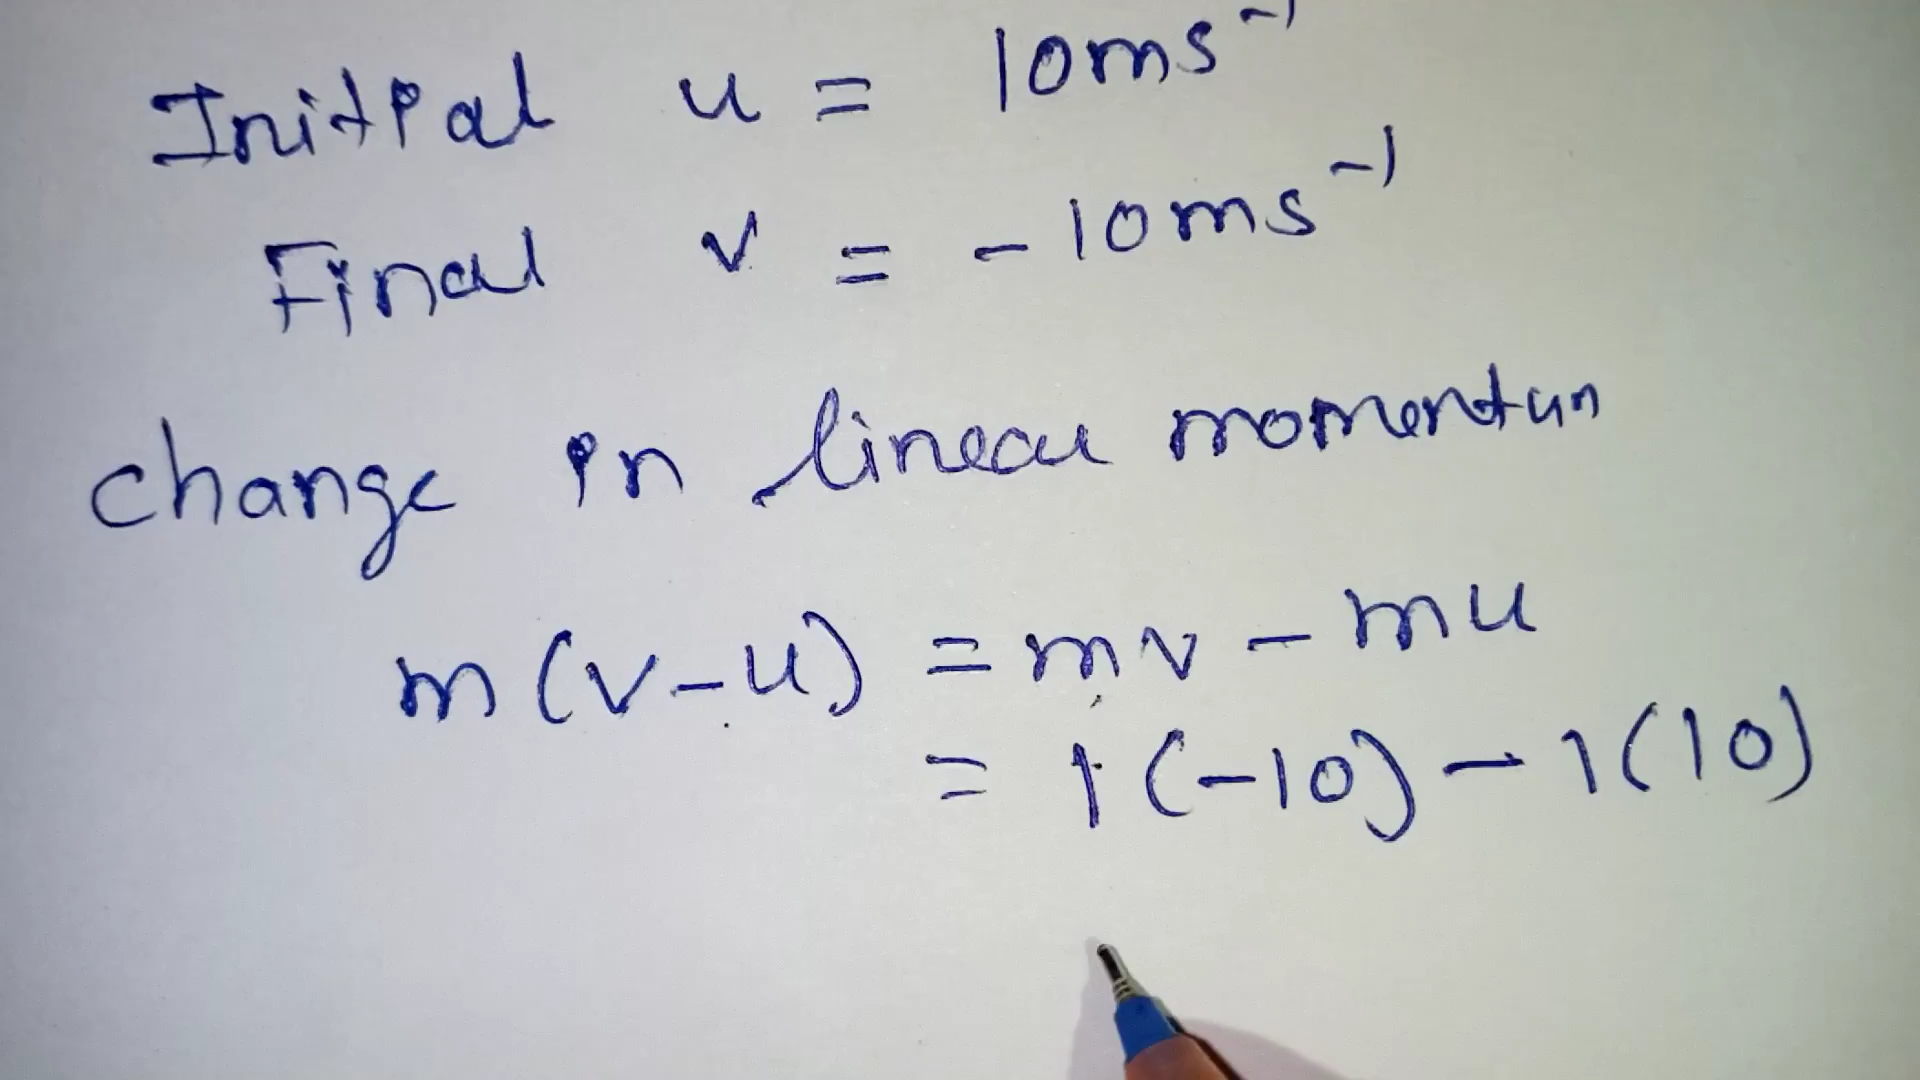 Initial u = 10ms⁻¹
Final v = - 10ms⁻¹
change in linear momentum
m(v-u) = mv - mu
= 1(-10) - 1(10)